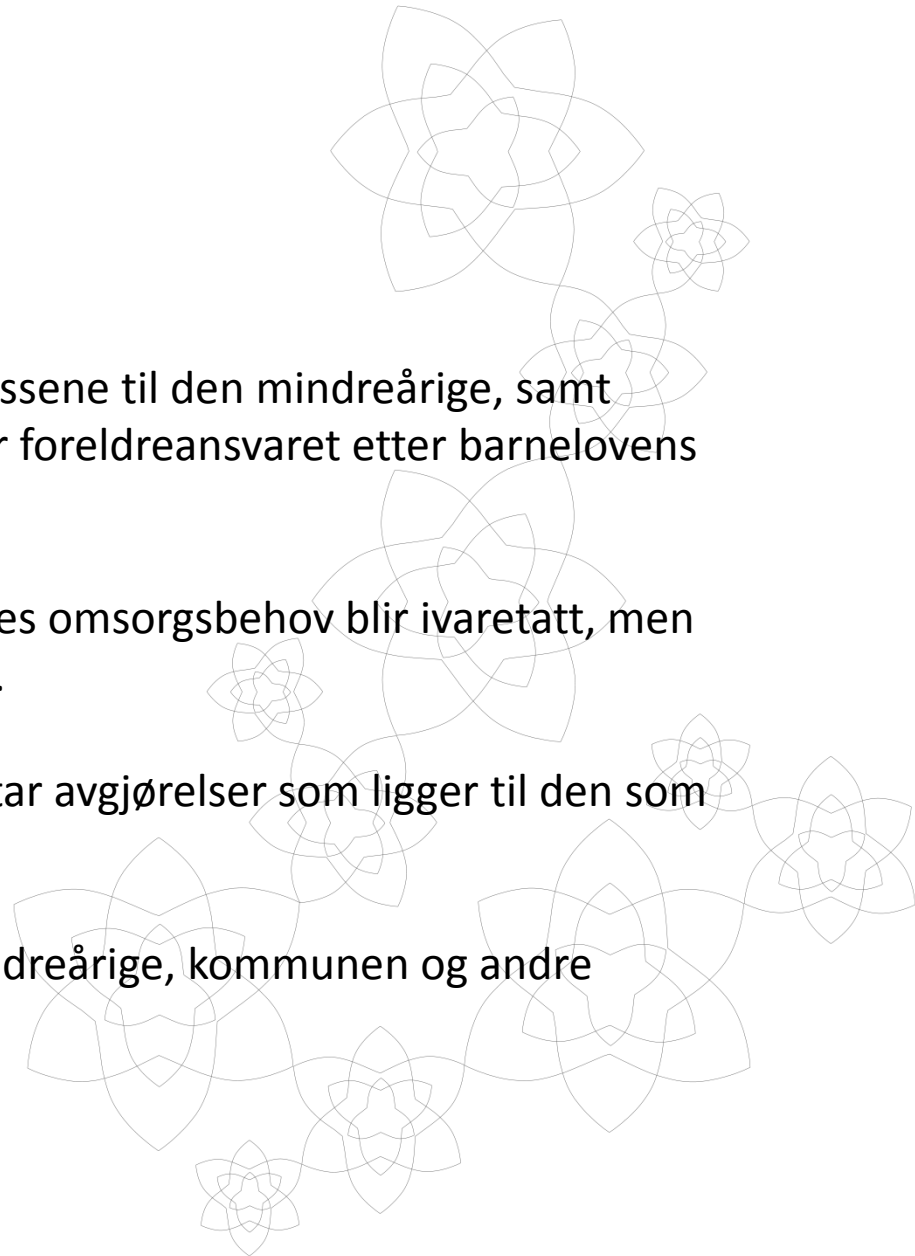 ssene til den mindreårige, samt
r foreldreansvaret etter barnelovens
es omsorgsbehov blir ivaretatt, men
.
tar avgjørelser som ligger til den som
dreårige, kommunen og andre